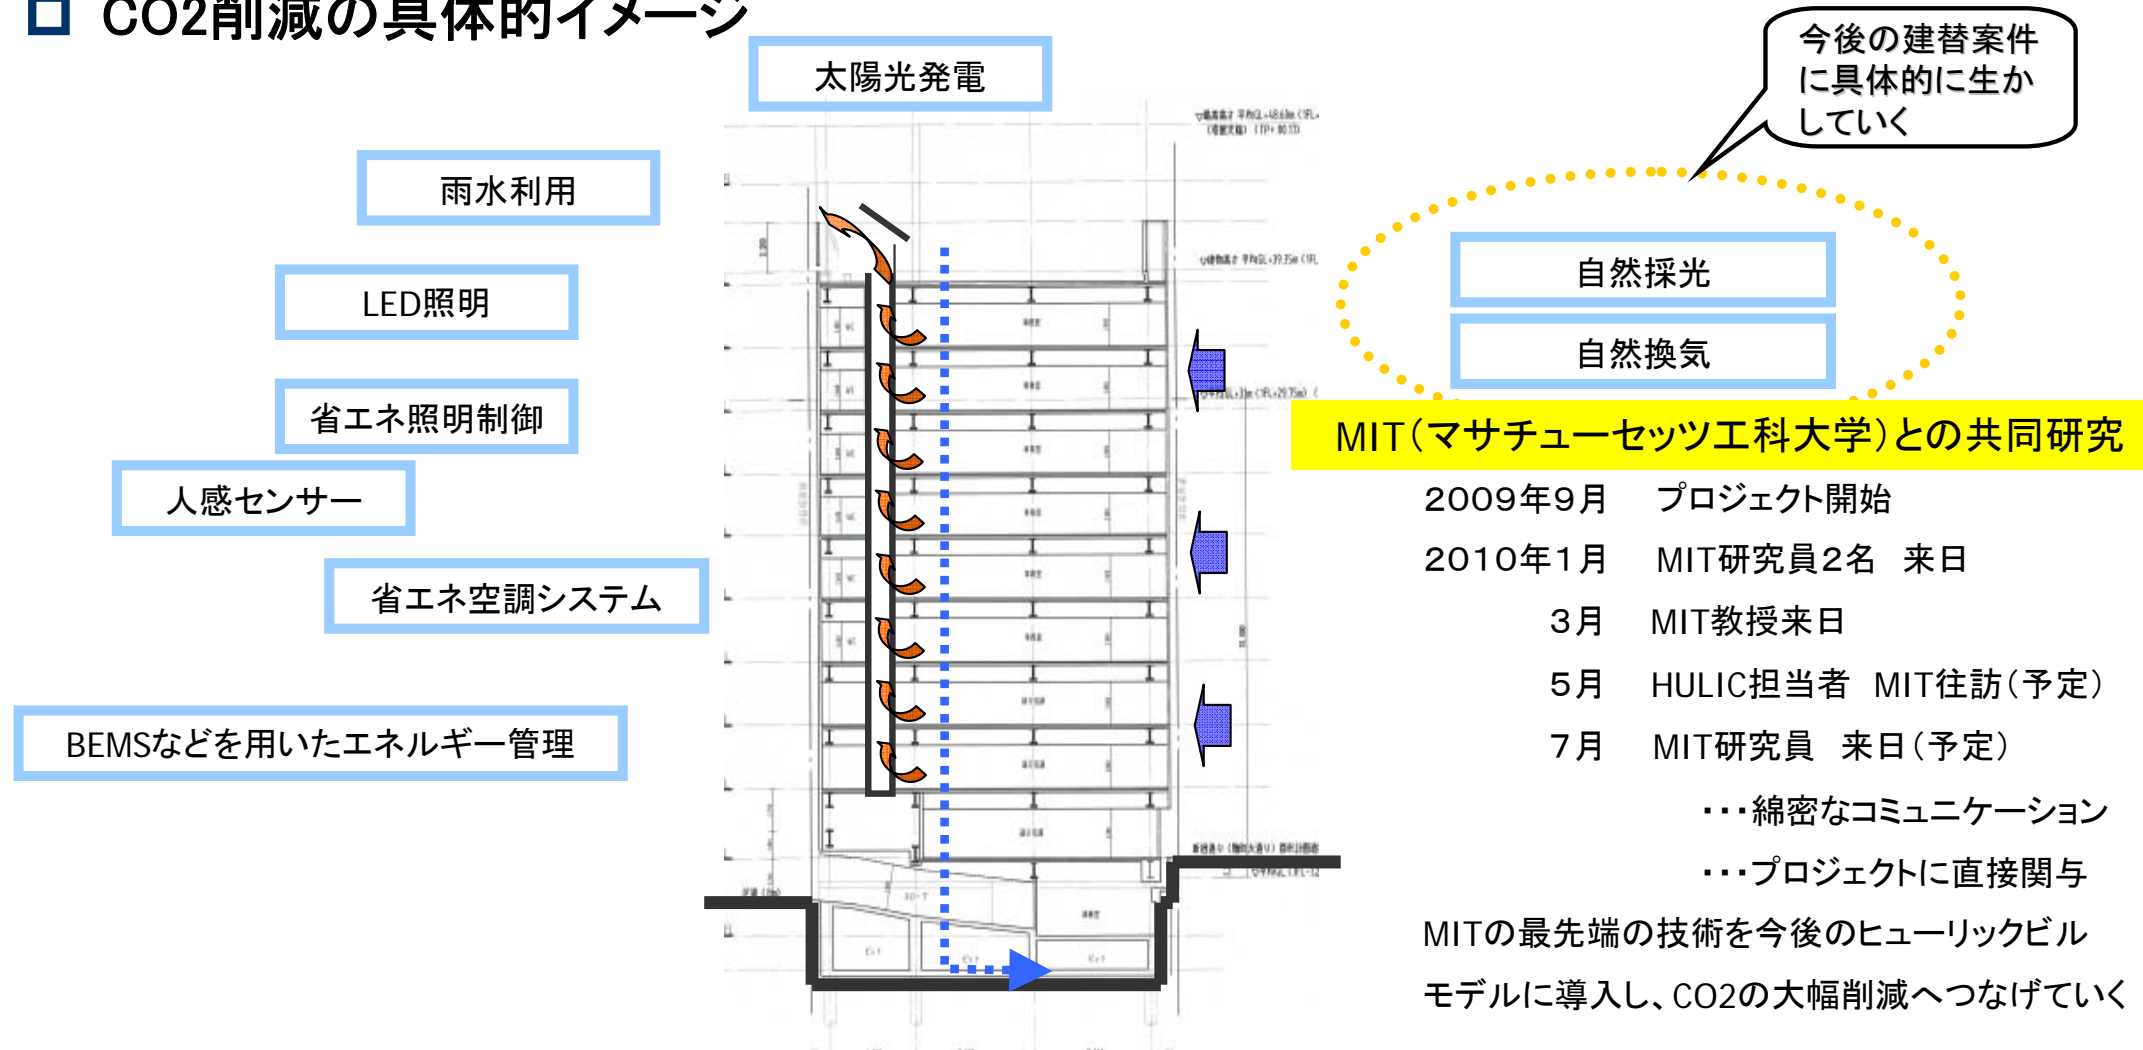 CO2削減の具体的イメージ
太陽光発電
雨水利用
LED照明
省エネ照明制御
人感センサー
省エネ空調システム
BEMSなどを用いたエネルギー管理
今後の建替案件
に具体的に生か
していく
自然採光
自然換気
MIT(マサチューセッツ工科大学)との共同研究
2009年9月 プロジェクト開始
2010年1月 MIT研究員2名 来日
3月 MIT教授来日
5月 HULIC担当者 MIT往訪(予定)
7月 MIT研究員 来日(予定)
・・・綿密なコミュニケーション
・・・プロジェクトに直接関与
MITの最先端の技術を今後のヒューリックビル
モデルに導入し、CO2の大幅削減へつなげていく